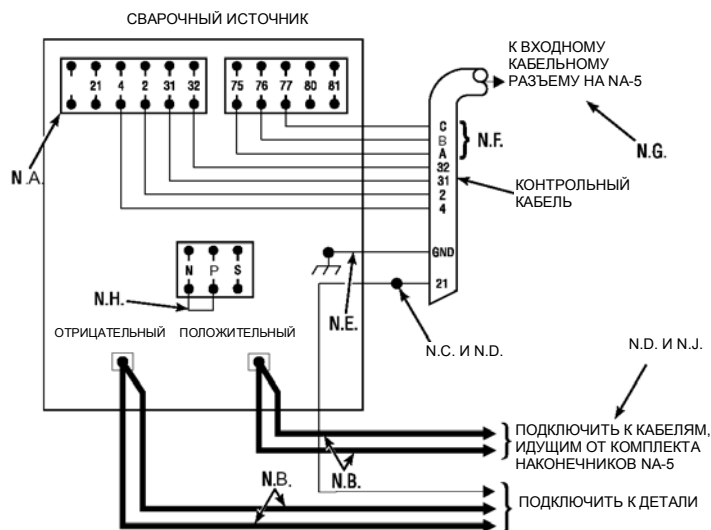 СВАРОЧНЫЙ ИСТОЧНИК
21 4 2 31 32
75 76 77 80 81
К ВХОДНОМУ
КАБЕЛЬНОМУ
РАЗЪЕМУ НА NA-5
C
B
A
N.F.
N.G.
N.A.
32
31
2
4
КОНТРОЛЬНЫЙ
КАБЕЛЬ
GND
21
N P S
N.H.
N.E.
N.C. И N.D.
ОТРИЦАТЕЛЬНЫЙ ПОЛОЖИТЕЛЬНЫЙ
N.D. И N.J.
ПОДКЛЮЧИТЬ К КАБЕЛЯМ,
ИДУЩИМ ОТ КОМПЛЕКТА
НАКОНЕЧНИКОВ NA-5
N.B. N.B.
ПОДКЛЮЧИТЬ К ДЕТАЛИ